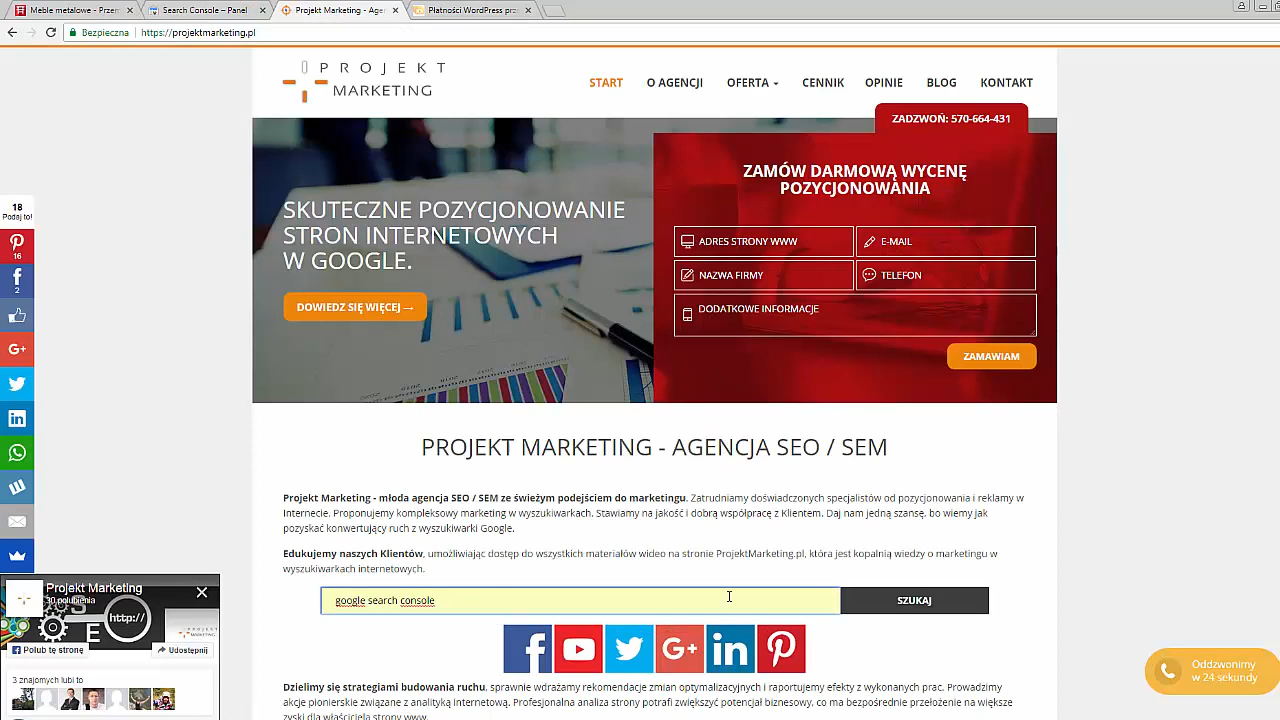 Meble metalowe - Przem
Search Console – Panel
Projekt Marketing - Agen
Płatności WordPress prz
Bezpieczna
https://projektmarketing.pl
PROJEKT
MARKETING
START
O AGENCJI
OFERTA
CENNIK
OPINIE
BLOG
KONTAKT
ZADZWOŃ: 570-664-431
SKUTECZNE POZYCJONOWANIE
STRON INTERNETOWYCH
W GOOGLE.
DOWIEDZ SIĘ WIĘCEJ →
ZAMÓW DARMOWĄ WYCENĘ
POZYCJONOWANIA
ADRES STRONY WWW
E-MAIL
NAZWA FIRMY
TELEFON
DODATKOWE INFORMACJE
ZAMAWIAM
18
Podaj to!
16
2
G+
PROJEKT MARKETING - AGENCJA SEO / SEM
Projekt Marketing - młoda agencja SEO / SEM ze świeżym podejściem do marketingu. Zatrudniamy doświadczonych specjalistów od pozycjonowania i reklamy w
Internecie. Proponujemy kompleksowy marketing w wyszukiwarkach. Stawiamy na jakość i dobrą współpracę z Klientem. Daj nam jedną szansę, bo wiemy jak
pozyskać konwertujący ruch z wyszukiwarki Google.
Edukujemy naszych Klientów, umożliwiając dostęp do wszystkich materiałów wideo na stronie ProjektMarketing.pl, która jest kopalnią wiedzy o marketingu w
wyszukiwarkach internetowych.
google search console
SZUKAJ
Dzielimy się strategiami budowania ruchu, sprawnie wdrażamy rekomendacje zmian optymalizacyjnych i raportujemy efekty z wykonanych prac. Prowadzimy
akcje pionierskie związane z analityką Internetową. Profesjonalna analiza strony potrafi zwiększyć potencjał biznesowy, co ma bezpośrednie przełożenie na większe
zyski dla właściciela strony www.
Projekt Marketing
30 polubienia
http://
Polub tę stronę
Udostępnij
3 znajomych lubi to
Oddzwonimy
w 24 sekundy